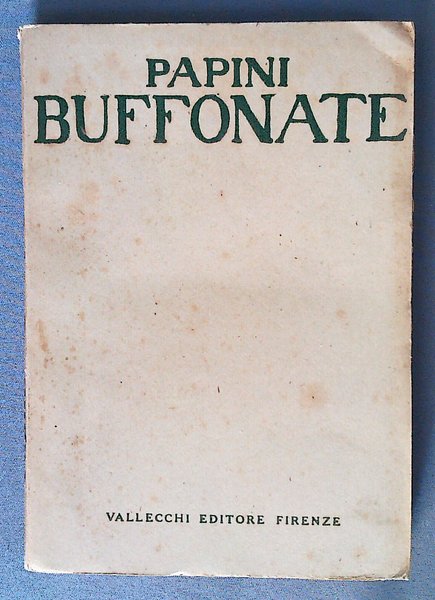 PAPINI
BUFFONATE
VALLECCHI EDITORE FIRENZE